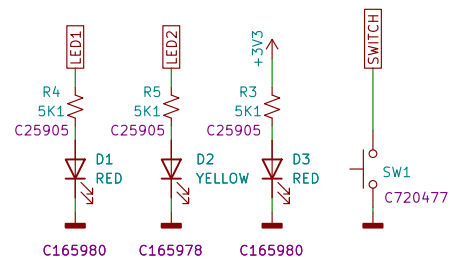 LED1
LED2
+3V3
SWITCH
R4
5K1
C25905
R5
5K1
C25905
R3
5K1
C25905
D1
RED
D2
YELLOW
D3
RED
SW1
C720477
C165980
C165978
C165980